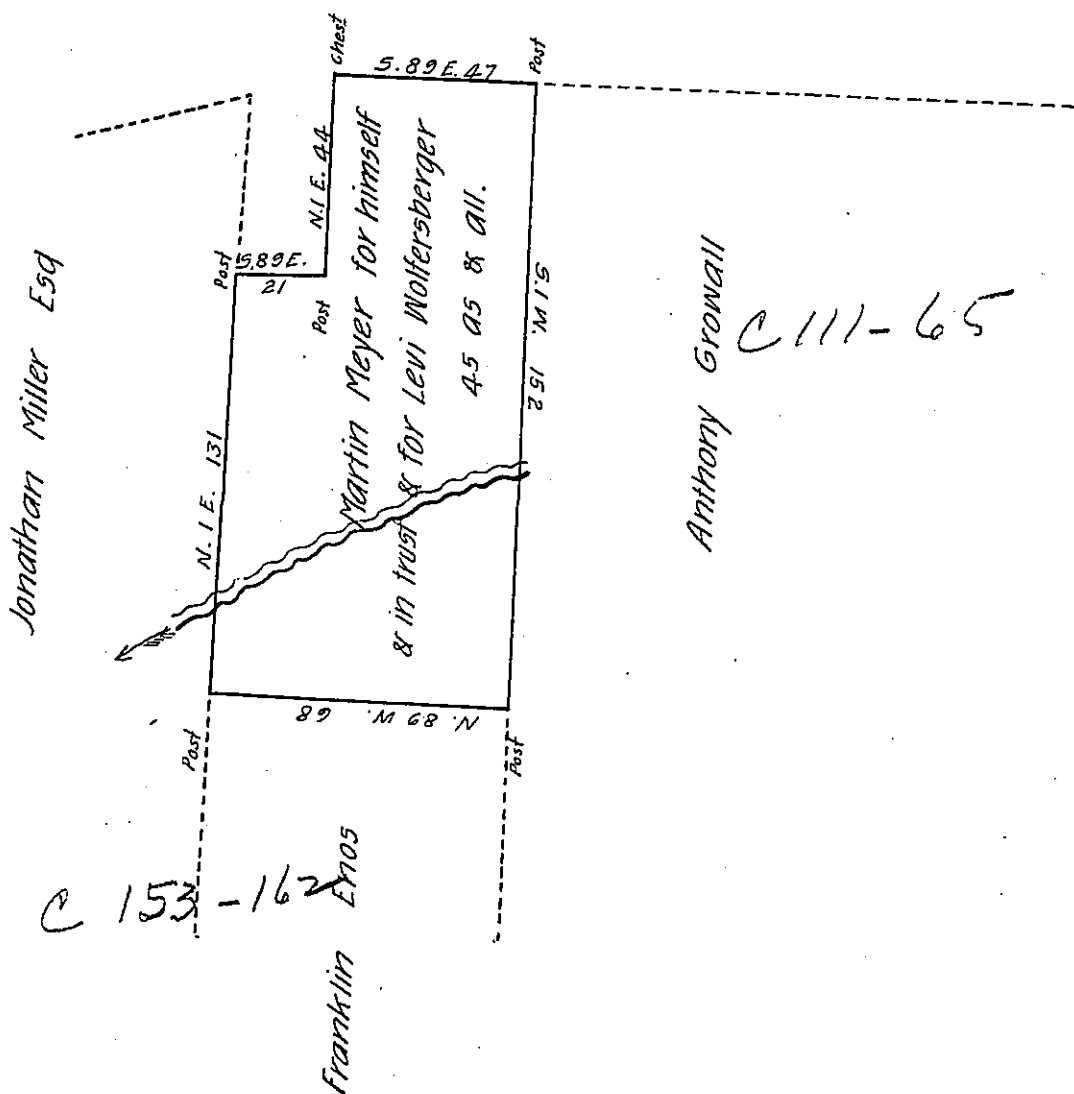 Chest
S. 89 E. 47
Post
N. 1 E. 44
Post
S. 89 E.
21
Post
Jonathan Miller Esq
N. 1 E. 131
Martin Meyer for himself
& in trust & for Levi Wolfersberger
45 as & all.
S. 1 W. 152
Anthony Growall
C 111-65
N. 89 W. 68
Post
Post
C 153-162
Franklin Enos